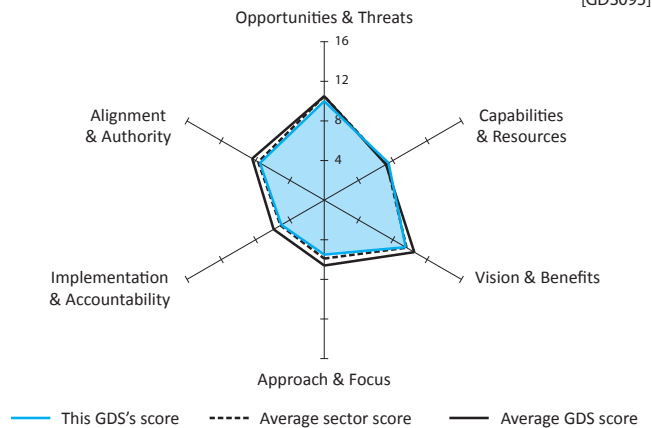 [GDS095]
Opportunities & Threats
16
12
8
4
Alignment
& Authority
Capabilities
& Resources
Implementation
& Accountability
Vision & Benefits
Approach & Focus
This GDS's score
Average sector score
Average GDS score